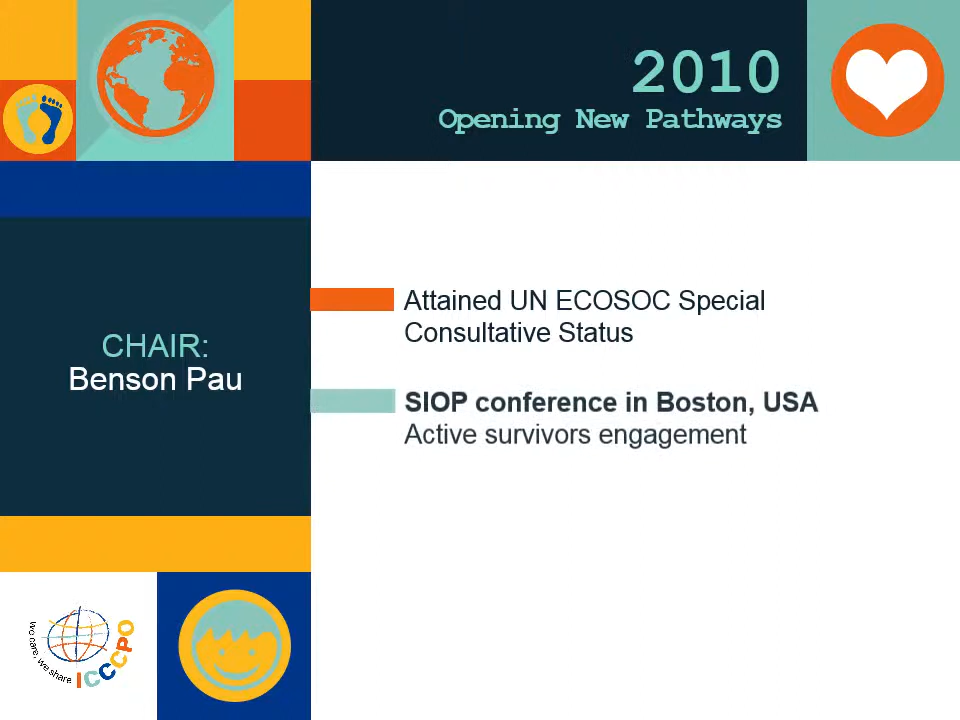 2010
Opening New Pathways
CHAIR:
Benson Pau
Attained UN ECOSOC Special
Consultative Status
SIOP conference in Boston, USA
Active survivors engagement
We care, we share
ICCCPO